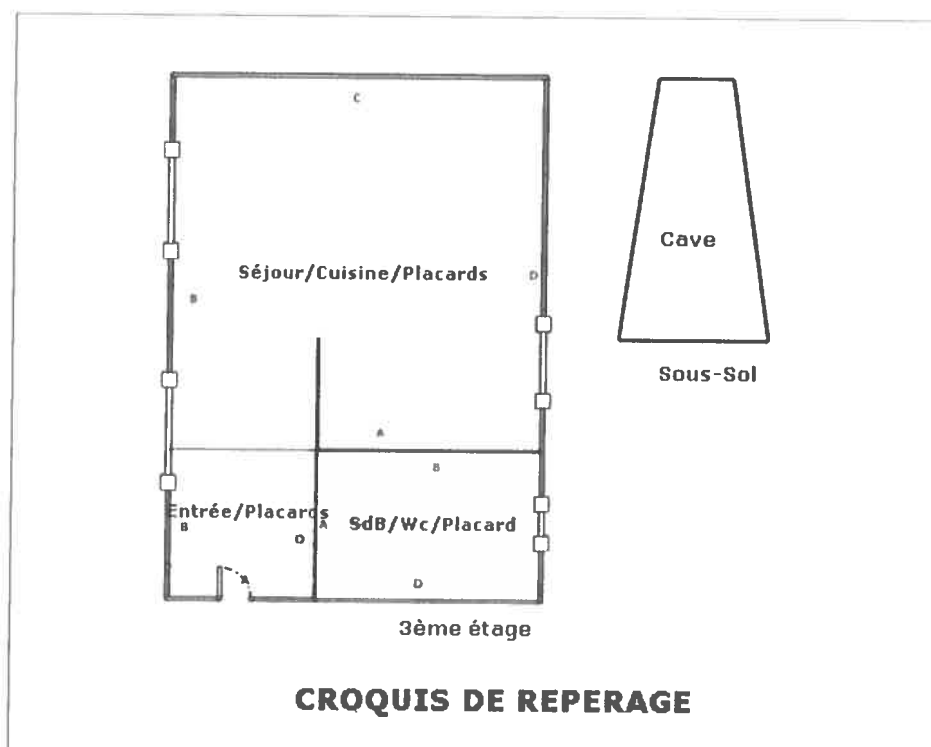 C
Cave
Séjour/Cuisine/Placards
D
B
Sous-Sol
A
B
Entrée/Placards
B
D
A
SdB/Wc/Placard
A
D
3ème étage
CROQUIS DE REPERAGE